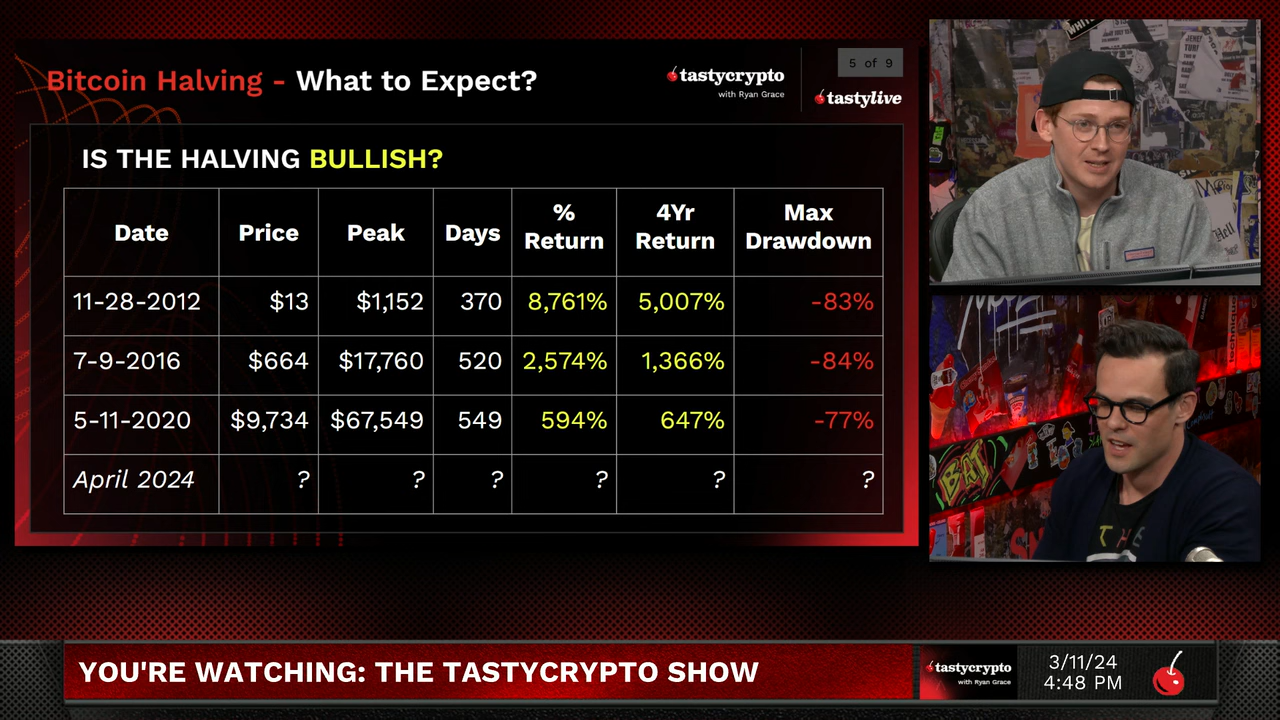 Bitcoin Halving - What to Expect?
tastycrypto
with Ryan Grace
5 of 9
tastylive
IS THE HALVING BULLISH?
Date Price Peak Days % Return 4Yr Return Max Drawdown
11-28-2012 $13 $1,152 370 8,761% 5,007% -83%
7-9-2016 $664 $17,760 520 2,574% 1,366% -84%
5-11-2020 $9,734 $67,549 549 594% 647% -77%
April 2024 ? ? ? ? ? ?
BAT
THE
YOU'RE WATCHING: THE TASTYCRYPTO SHOW
tastycrypto
with Ryan Grace
3/11/24
4:48 PM